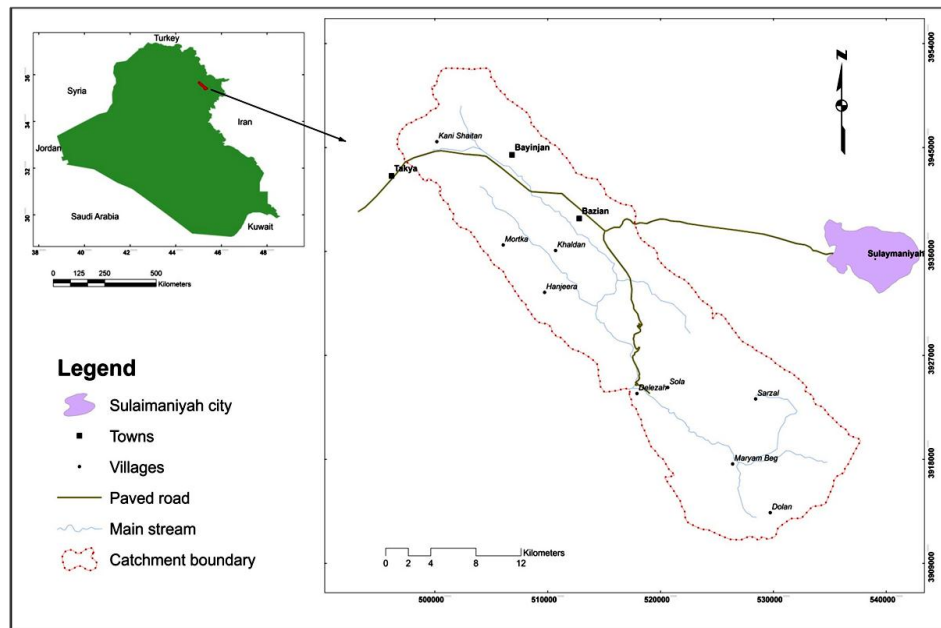 Turkey
Syria
Iran
Jordan
Saudi Arabia
Kuwait
36
34
32
30
38
40
42
44
46
48
0 125 250 500
Kilometers
Legend
Sulaimaniyah city
Towns
Villages
Paved road
Main stream
Catchment boundary
N
Kani Shaitan
Bayinjan
Takya
Bazian
Mortka
Khaldan
Hanjeera
Sulaymaniyah
Delezah
Sola
Sarzal
Maryam Beg
Dolan
0 2 4 8 12
Kilometers
500000
510000
520000
530000
540000
3954000
3945000
3936000
3927000
3918000
3909000